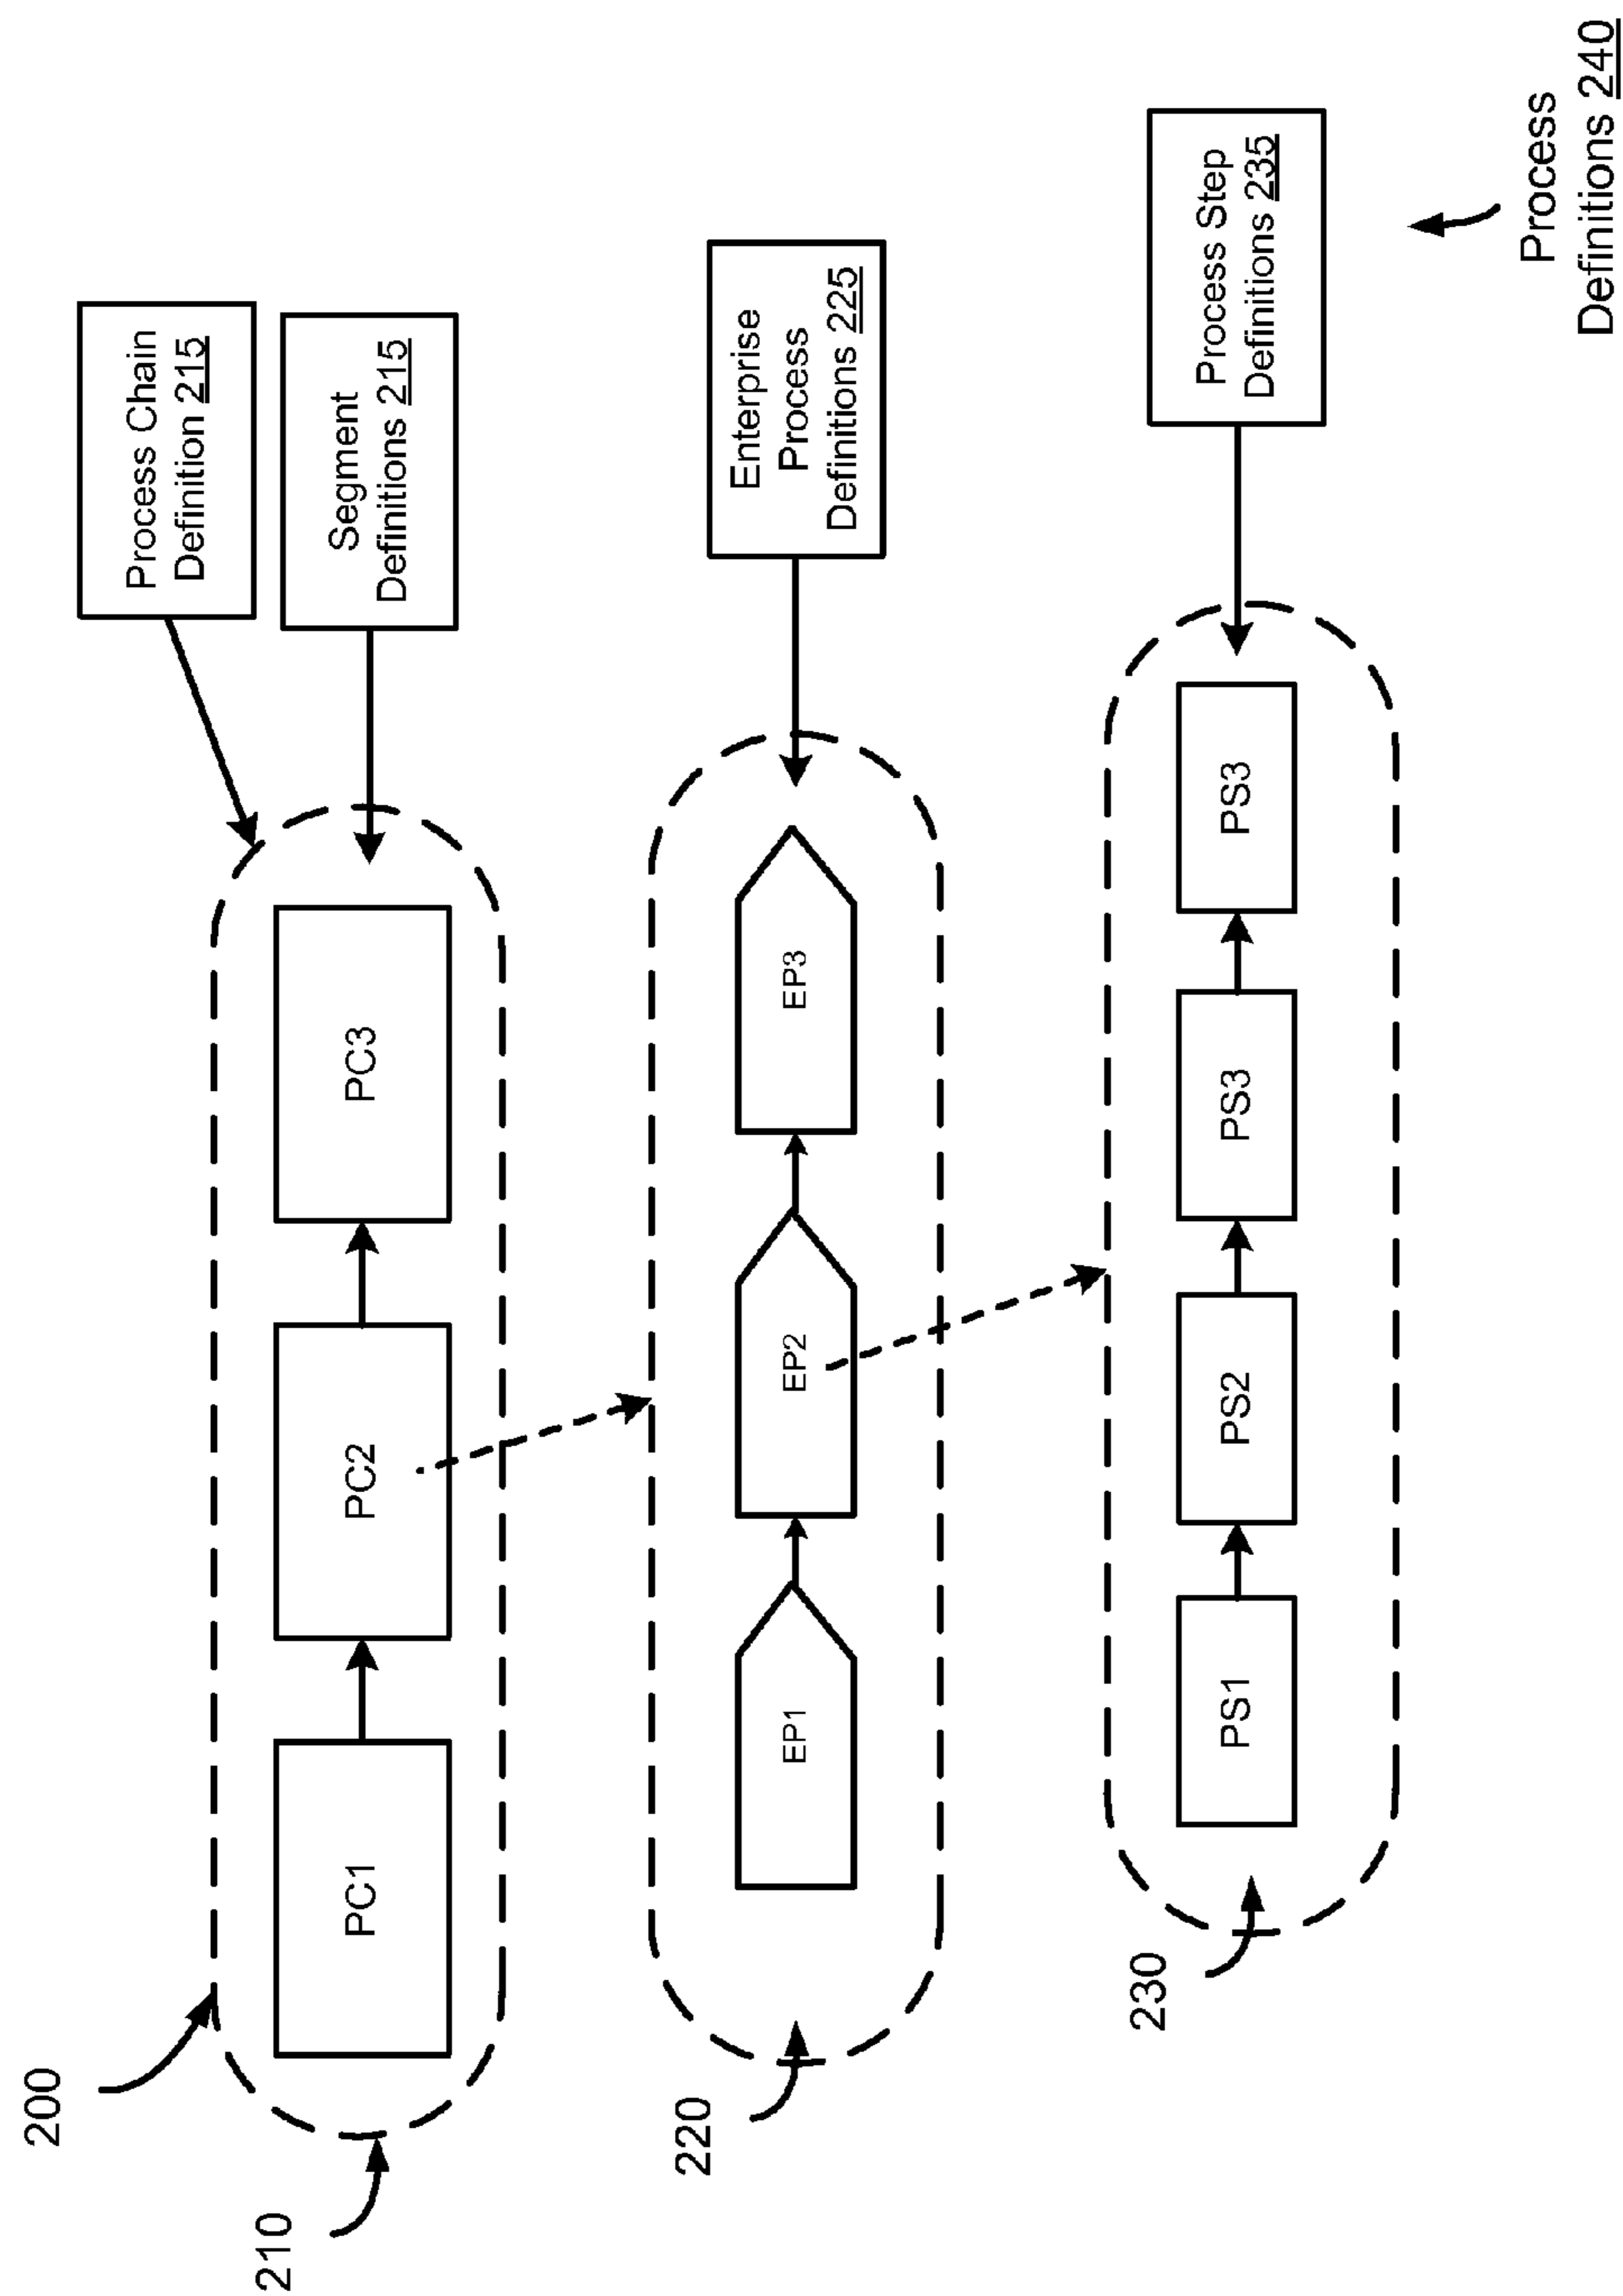 200
210
PC1
PC2
PC3
Process Chain
Definition 215
Segment
Definitions 215
220
EP1
EP2
EP3
Enterprise
Process
Definitions 225
230
PS1
PS2
PS3
PS3
Process Step
Definitions 235
Process
Definitions 240